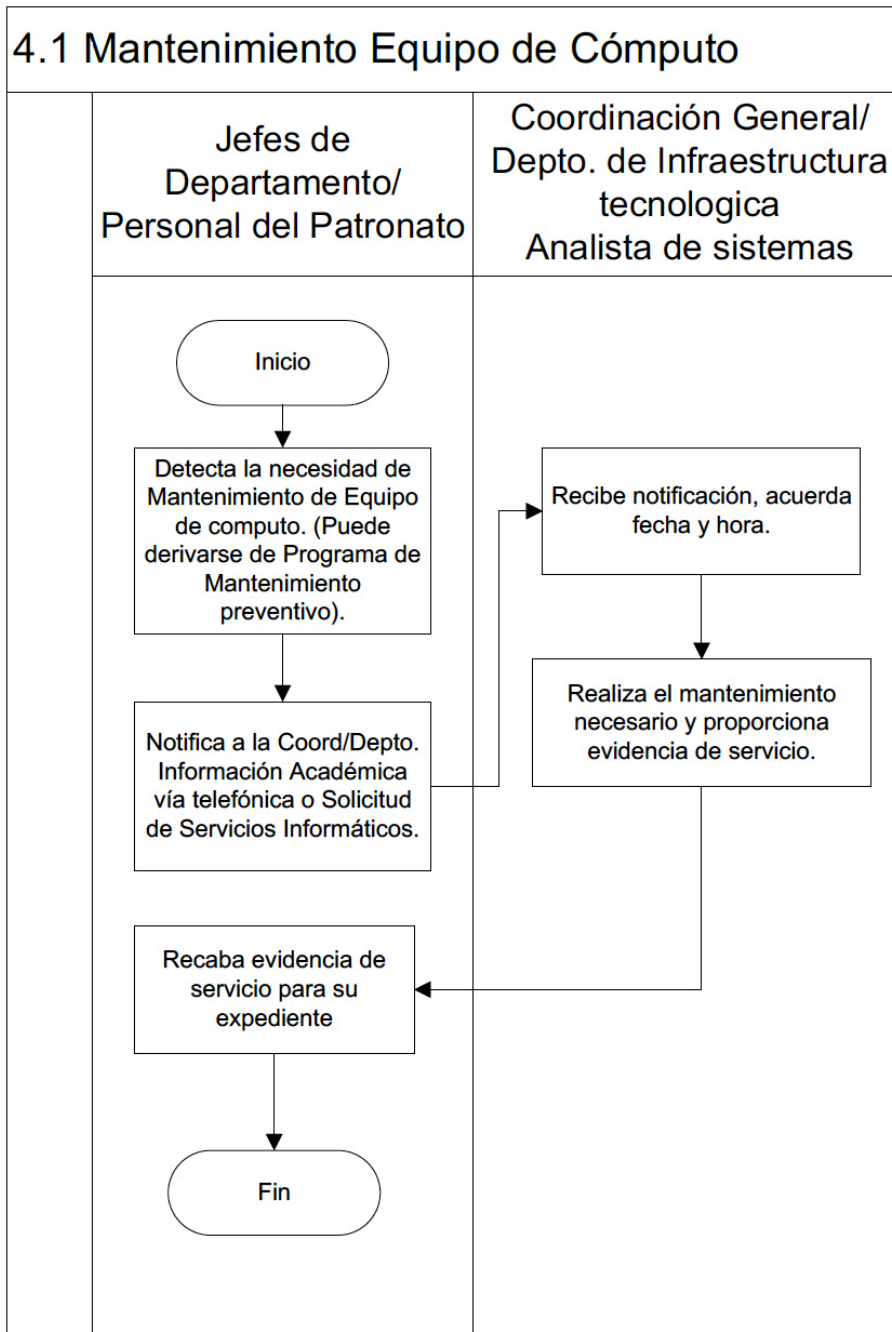 4.1 Mantenimiento Equipo de Cómputo
Jefes de
Departamento/
Personal del Patronato
Coordinación General/
Depto. de Infraestructura
tecnologica
Analista de sistemas
Inicio
Detecta la necesidad de
Mantenimiento de Equipo
de computo. (Puede
derivarse de Programa de
Mantenimiento
preventivo).
Notifica a la Coord/Depto.
Información Académica
vía telefónica o Solicitud
de Servicios Informáticos.
Recibe notificación, acuerda
fecha y hora.
Realiza el mantenimiento
necesario y proporciona
evidencia de servicio.
Recaba evidencia de
servicio para su
expediente
Fin